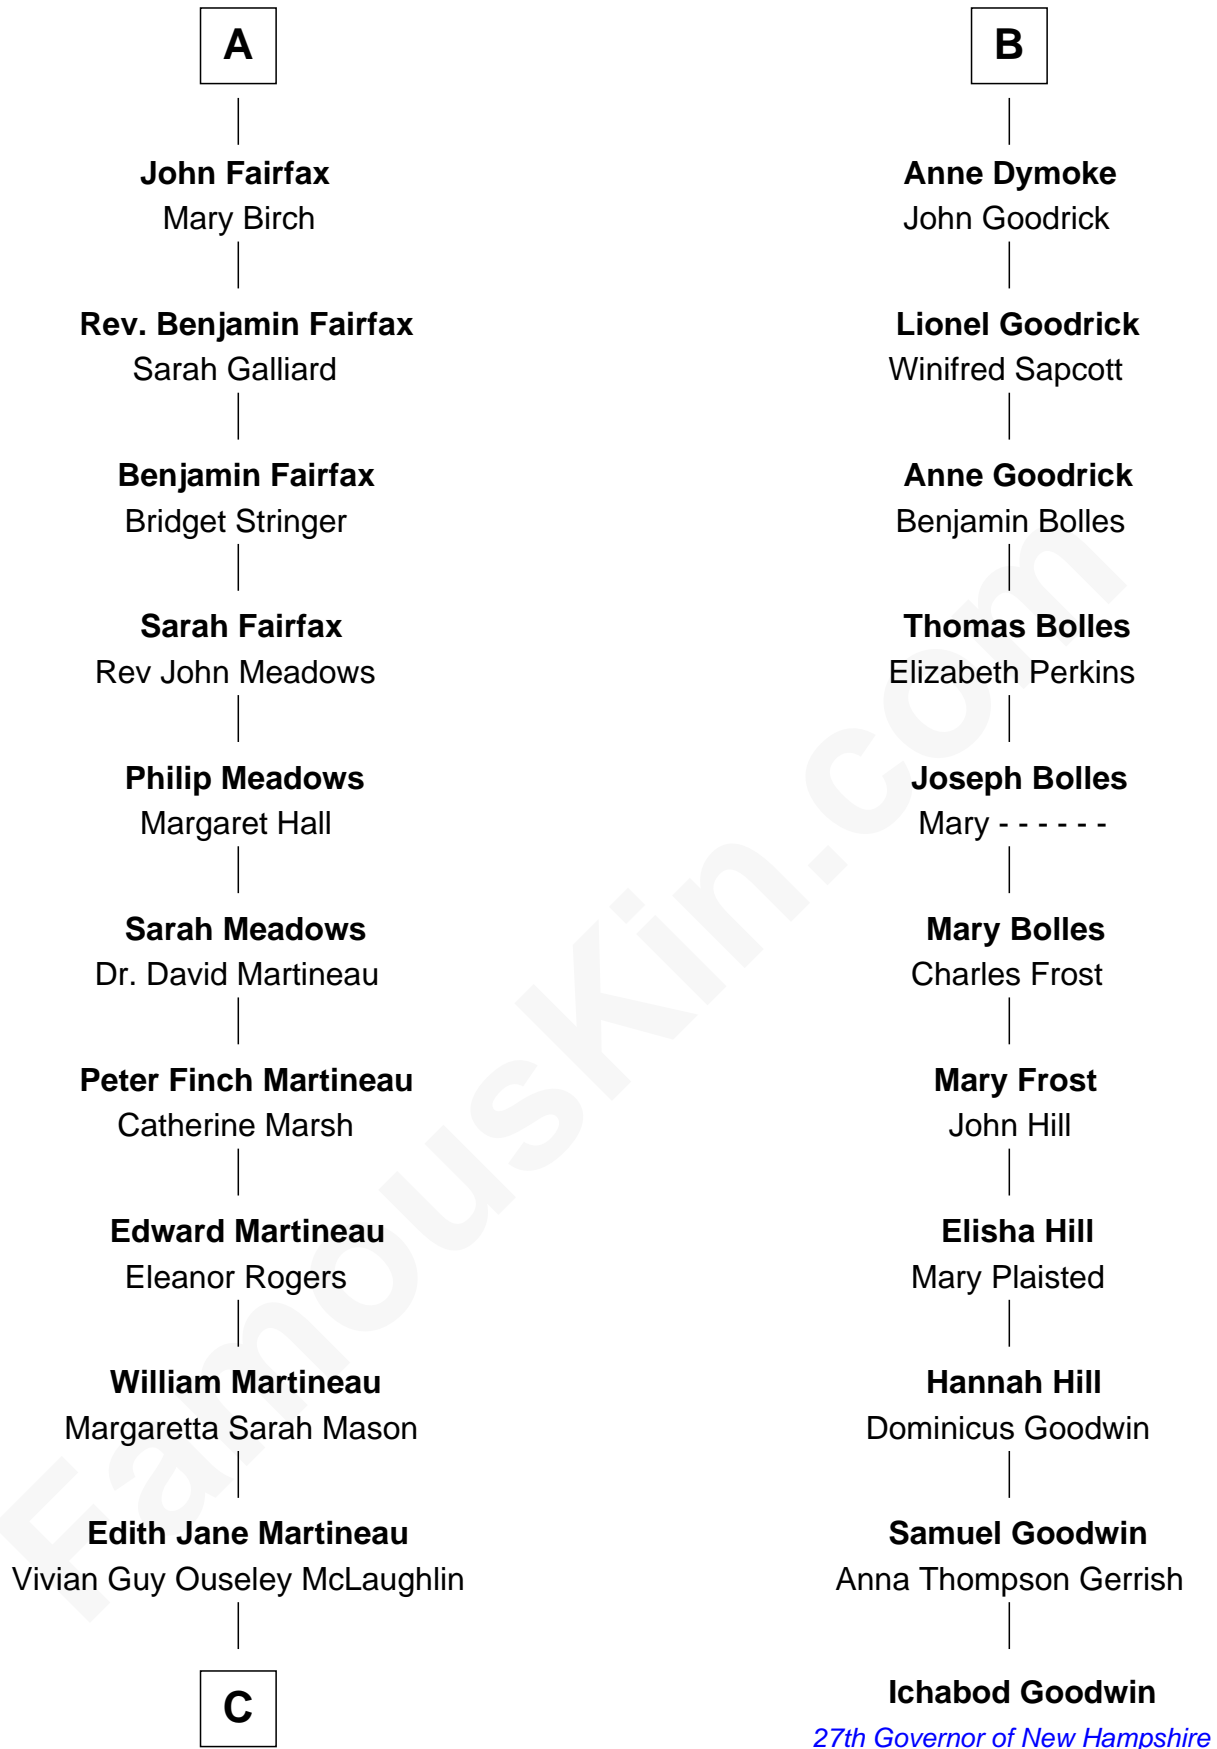 A
John Fairfax
Mary Birch
Rev. Benjamin Fairfax
Sarah Galliard
Benjamin Fairfax
Bridget Stringer
Sarah Fairfax
Rev John Meadows
Philip Meadows
Margaret Hall
Sarah Meadows
Dr. David Martineau
Peter Finch Martineau
Catherine Marsh
Edward Martineau
Eleanor Rogers
William Martineau
Margaretta Sarah Mason
Edith Jane Martineau
Vivian Guy Ouseley McLaughlin
C
B
Anne Dymoke
John Goodrick
Lionel Goodrick
Winifred Sapcott
Anne Goodrick
Benjamin Bolles
Thomas Bolles
Elizabeth Perkins
Joseph Bolles
Mary - - - - - -
Mary Bolles
Charles Frost
Mary Frost
John Hill
Elisha Hill
Mary Plaisted
Hannah Hill
Dominicus Goodwin
Samuel Goodwin
Anna Thompson Gerrish
Ichabod Goodwin
27th Governor of New Hampshire
FamousKin.com